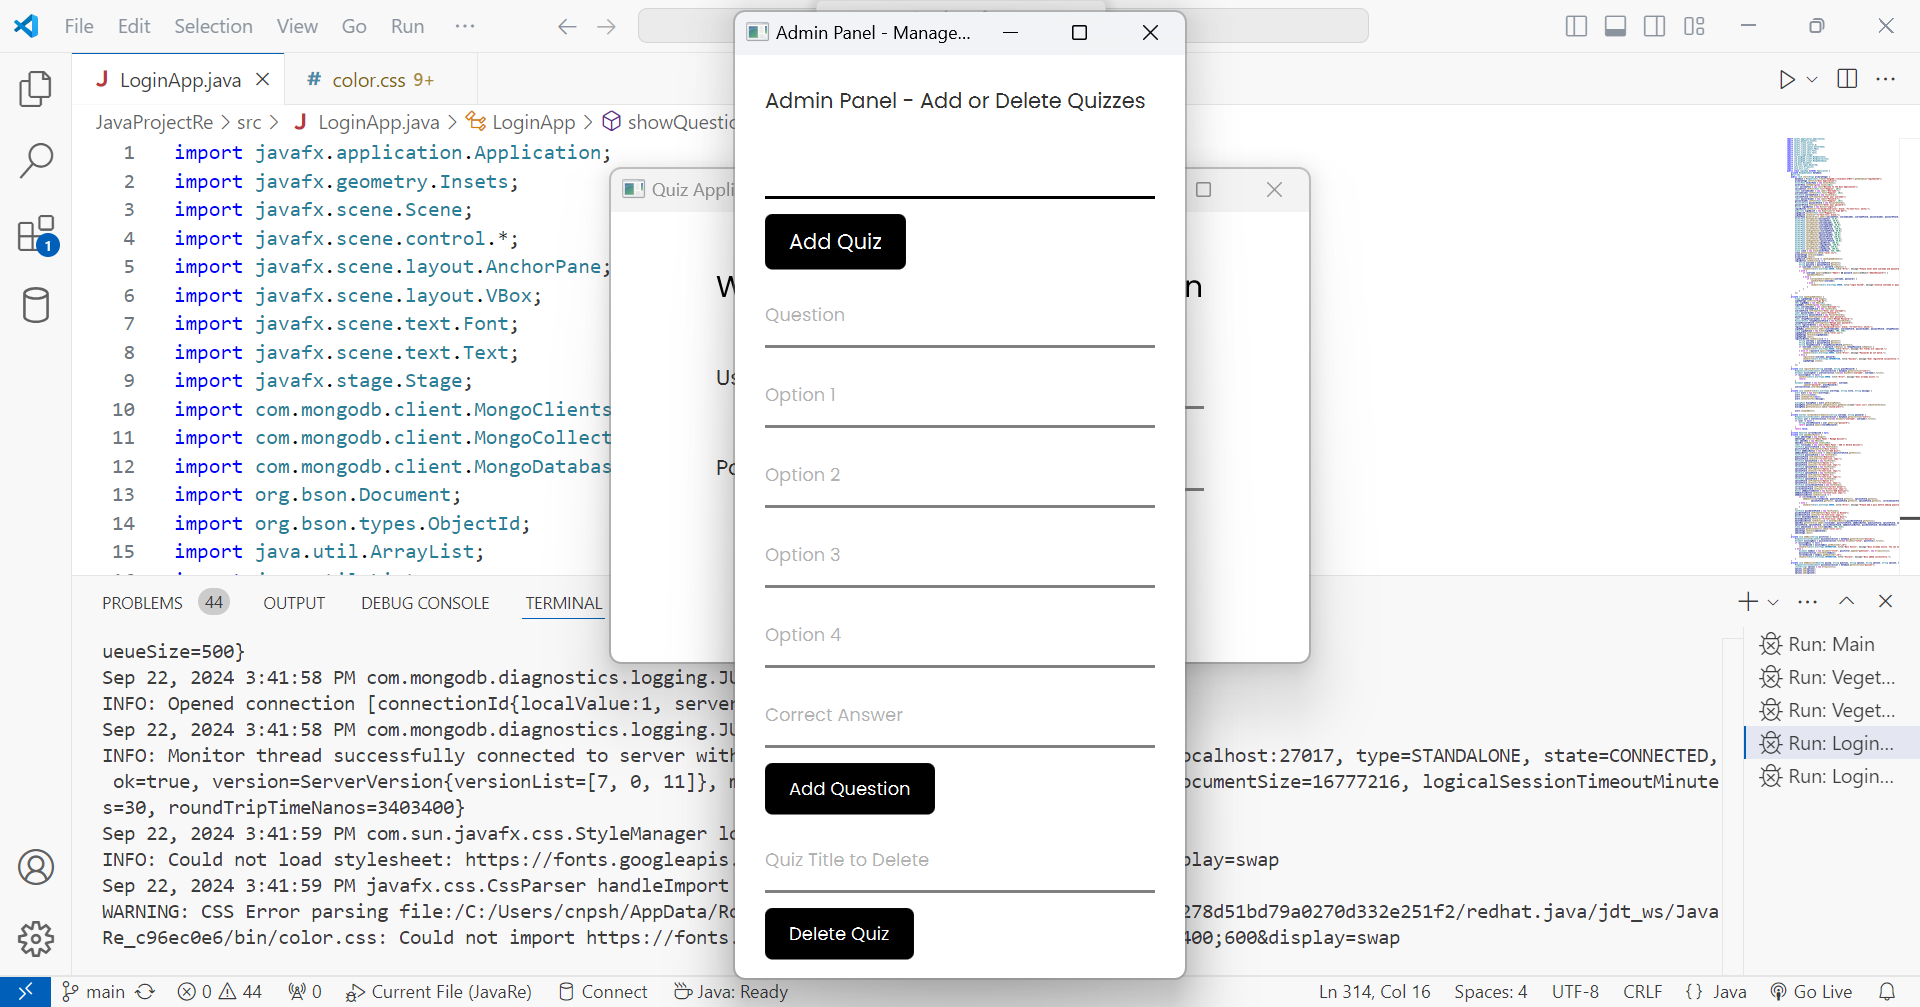 File Edit Selection View Go Run ···
LoginApp.java
color.css 9+
JavaProjectRe > src > LoginApp.java > LoginApp > showQuestio
1 import javafx.application.Application;
2 import javafx.geometry.Insets;
3 import javafx.scene.Scene;
4 import javafx.scene.control.*;
5 import javafx.scene.layout.AnchorPane;
6 import javafx.scene.layout.VBox;
7 import javafx.scene.text.Font;
8 import javafx.scene.text.Text;
9 import javafx.stage.Stage;
10 import com.mongodb.client.MongoClients
11 import com.mongodb.client.MongoCollect
12 import com.mongodb.client.MongoDatabas
13 import org.bson.Document;
14 import org.bson.types.ObjectId;
15 import java.util.ArrayList;
Quiz Appli
W
n
Us
Pa
Admin Panel - Manage...
Admin Panel - Add or Delete Quizzes
Add Quiz
Question
Option 1
Option 2
Option 3
Option 4
Correct Answer
Add Question
Quiz Title to Delete
Delete Quiz
PROBLEMS 44 OUTPUT DEBUG CONSOLE TERMINAL
ueueSize=500}
Sep 22, 2024 3:41:58 PM com.mongodb.diagnostics.logging.JU
INFO: Opened connection [connectionId{localValue:1, server
Sep 22, 2024 3:41:58 PM com.mongodb.diagnostics.logging.JU
INFO: Monitor thread successfully connected to server with ocalhost:27017, type=STANDALONE, state=CONNECTED,
ok=true, version=ServerVersion{versionList=[7, 0, 11]}, m ocumentSize=16777216, logicalSessionTimeoutMinute
s=30, roundTripTimeNanos=3403400}
Sep 22, 2024 3:41:59 PM com.sun.javafx.css.StyleManager lo
INFO: Could not load stylesheet: https://fonts.googleapis. play=swap
Sep 22, 2024 3:41:59 PM javafx.css.CssParser handleImport
WARNING: CSS Error parsing file:/C:/Users/cnpsh/AppData/Ro 278d51bd79a0270d332e251f2/redhat.java/jdt_ws/Java
Re_c96ec0e6/bin/color.css: Could not import https://fonts. 400;600&display=swap
Run: Main
Run: Veget...
Run: Veget...
Run: Login...
Run: Login...
1
main 0 44 0 Current File (JavaRe) Connect Java: Ready Ln 314, Col 16 Spaces: 4 UTF-8 CRLF {} Java Go Live